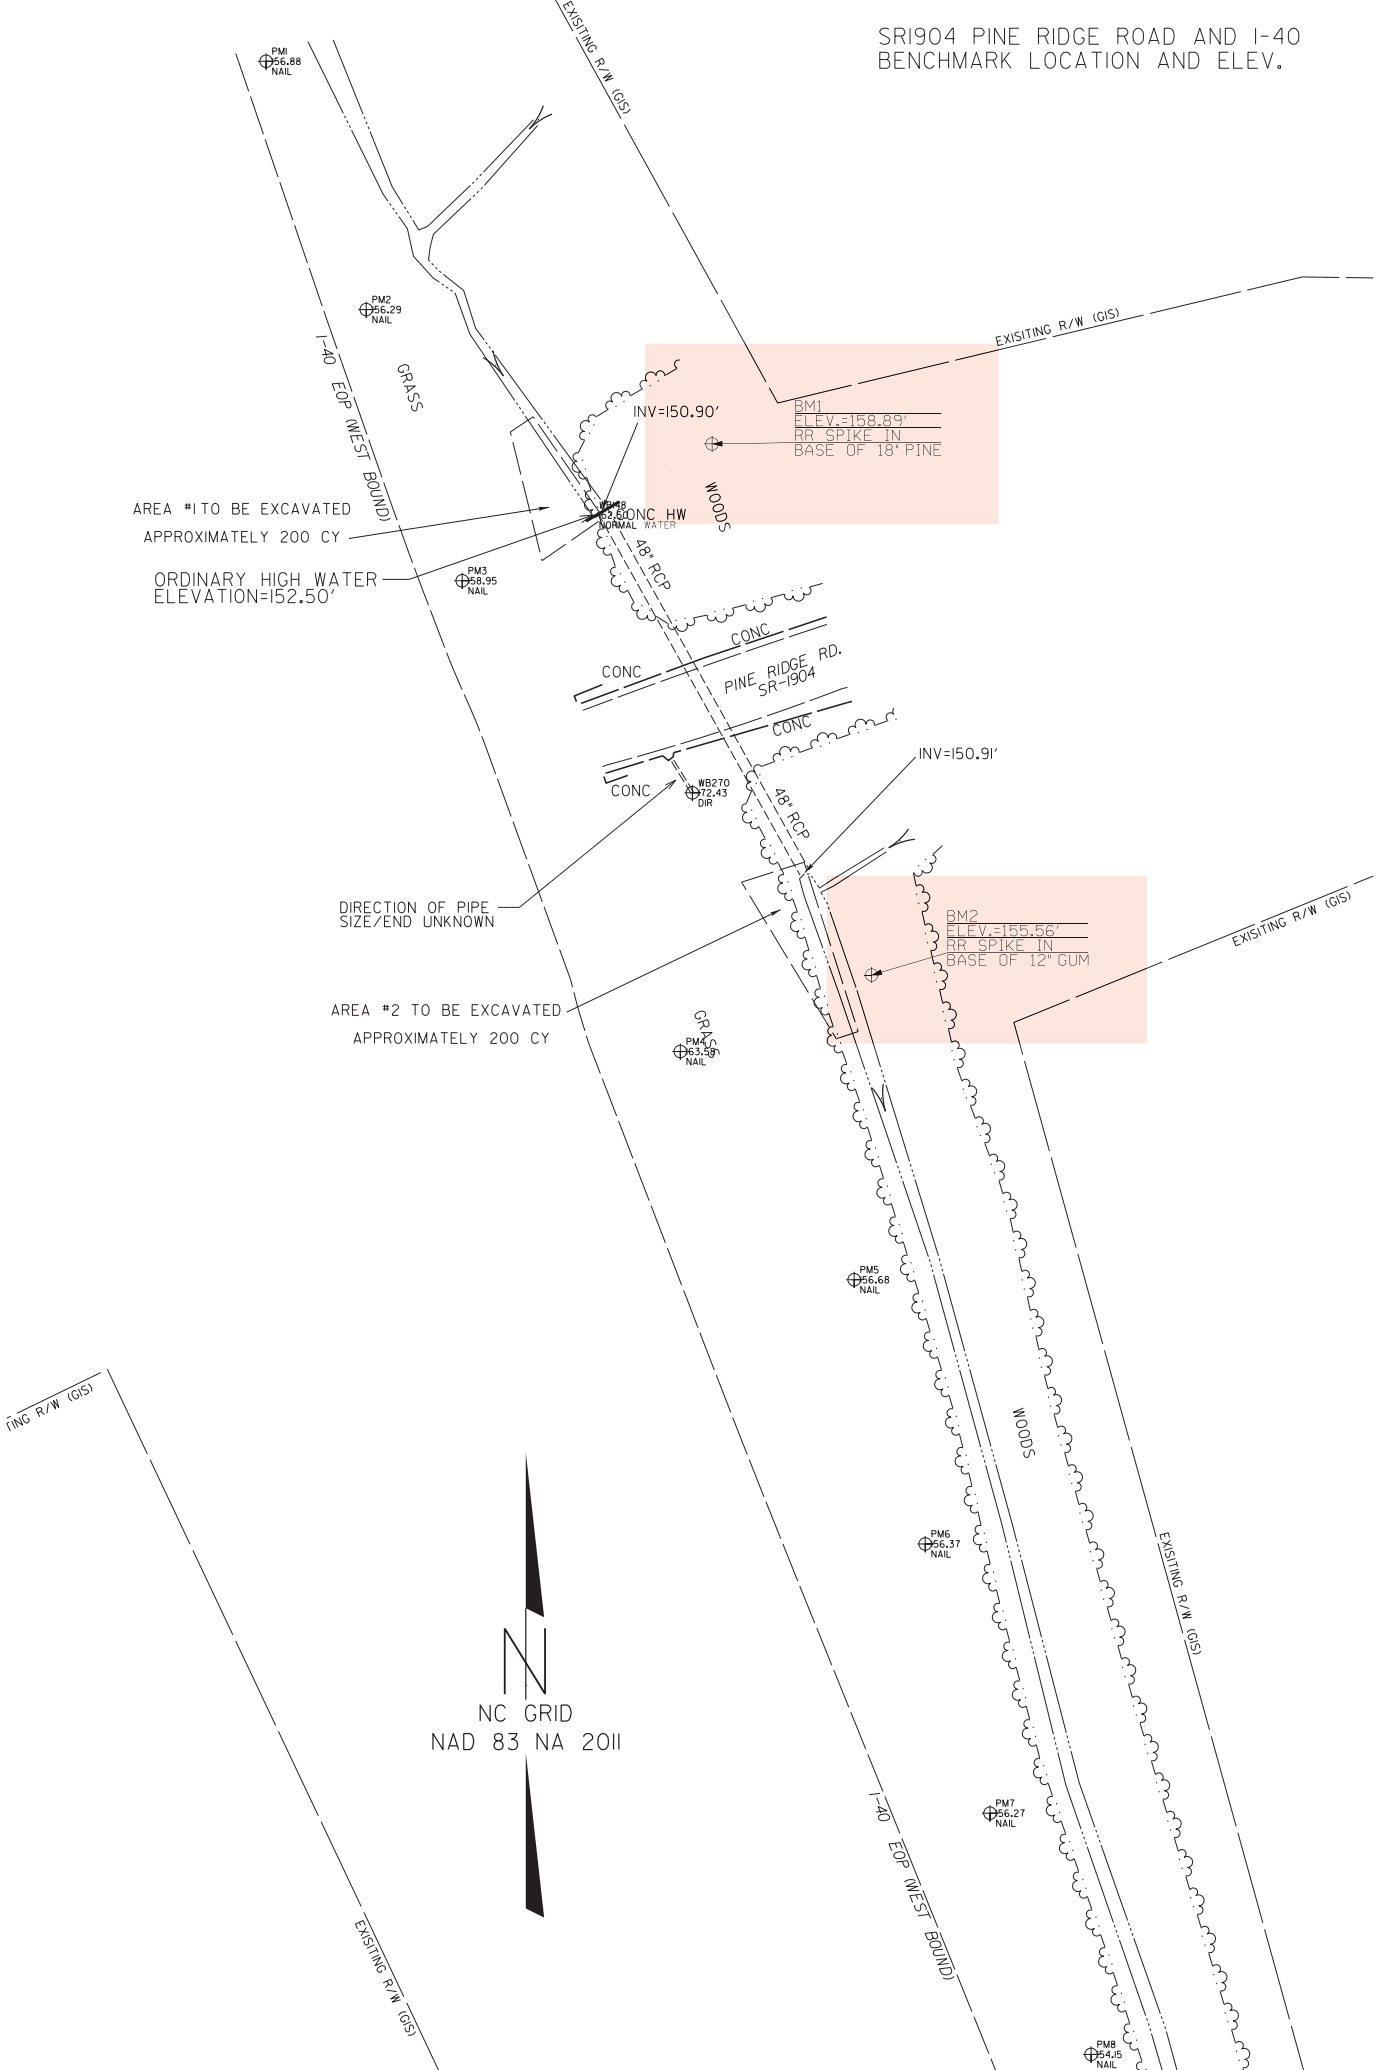 SR1904 PINE RIDGE ROAD AND I-40
BENCHMARK LOCATION AND ELEV.
EXISITING R/W (GIS)
PM1
56.88
NAIL
PM2
56.29
NAIL
EXISITING R/W (GIS)
I-40 EOP (WEST BOUND)
GRASS
INV=150.90'
BM1
ELEV.=158.89'
RR SPIKE IN
BASE OF 18" PINE
WOODS
AREA #1 TO BE EXCAVATED
APPROXIMATELY 200 CY
CONC HW
NORMAL WATER
48" RCP
ORDINARY HIGH WATER
ELEVATION=152.50'
PM3
58.95
NAIL
CONC
CONC
PINE RIDGE RD.
SR-1904
CONC
CONC
INV=150.91'
WB270
72.43
DIR
48" RCP
DIRECTION OF PIPE
SIZE/END UNKNOWN
BM2
ELEV.=155.56'
RR SPIKE IN
BASE OF 12" GUM
EXISITING R/W (GIS)
AREA #2 TO BE EXCAVATED
APPROXIMATELY 200 CY
GRASS
PM4
63.58
NAIL
PM5
56.68
NAIL
TING R/W (GIS)
WOODS
PM6
56.37
NAIL
EXISITING R/W (GIS)
N
NC GRID
NAD 83 NA 2011
PM7
56.27
NAIL
I-40 EOP (WEST BOUND)
EXISITING R/W (GIS)
PM8
54.15
NAIL